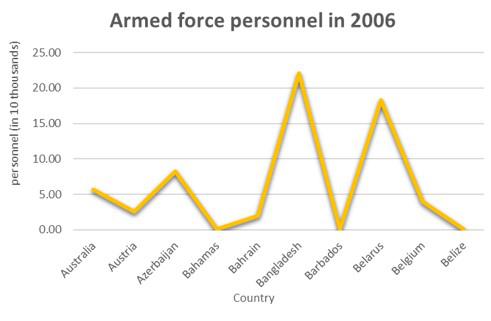 Armed force personnel in 2006
personnel (in 10 thousands)
25.00
20.00
15.00
10.00
5.00
0.00
Australia
Austria
Azerbaijan
Bahamas
Bahrain
Bangladesh
Barbados
Belarus
Belgium
Belize
Country